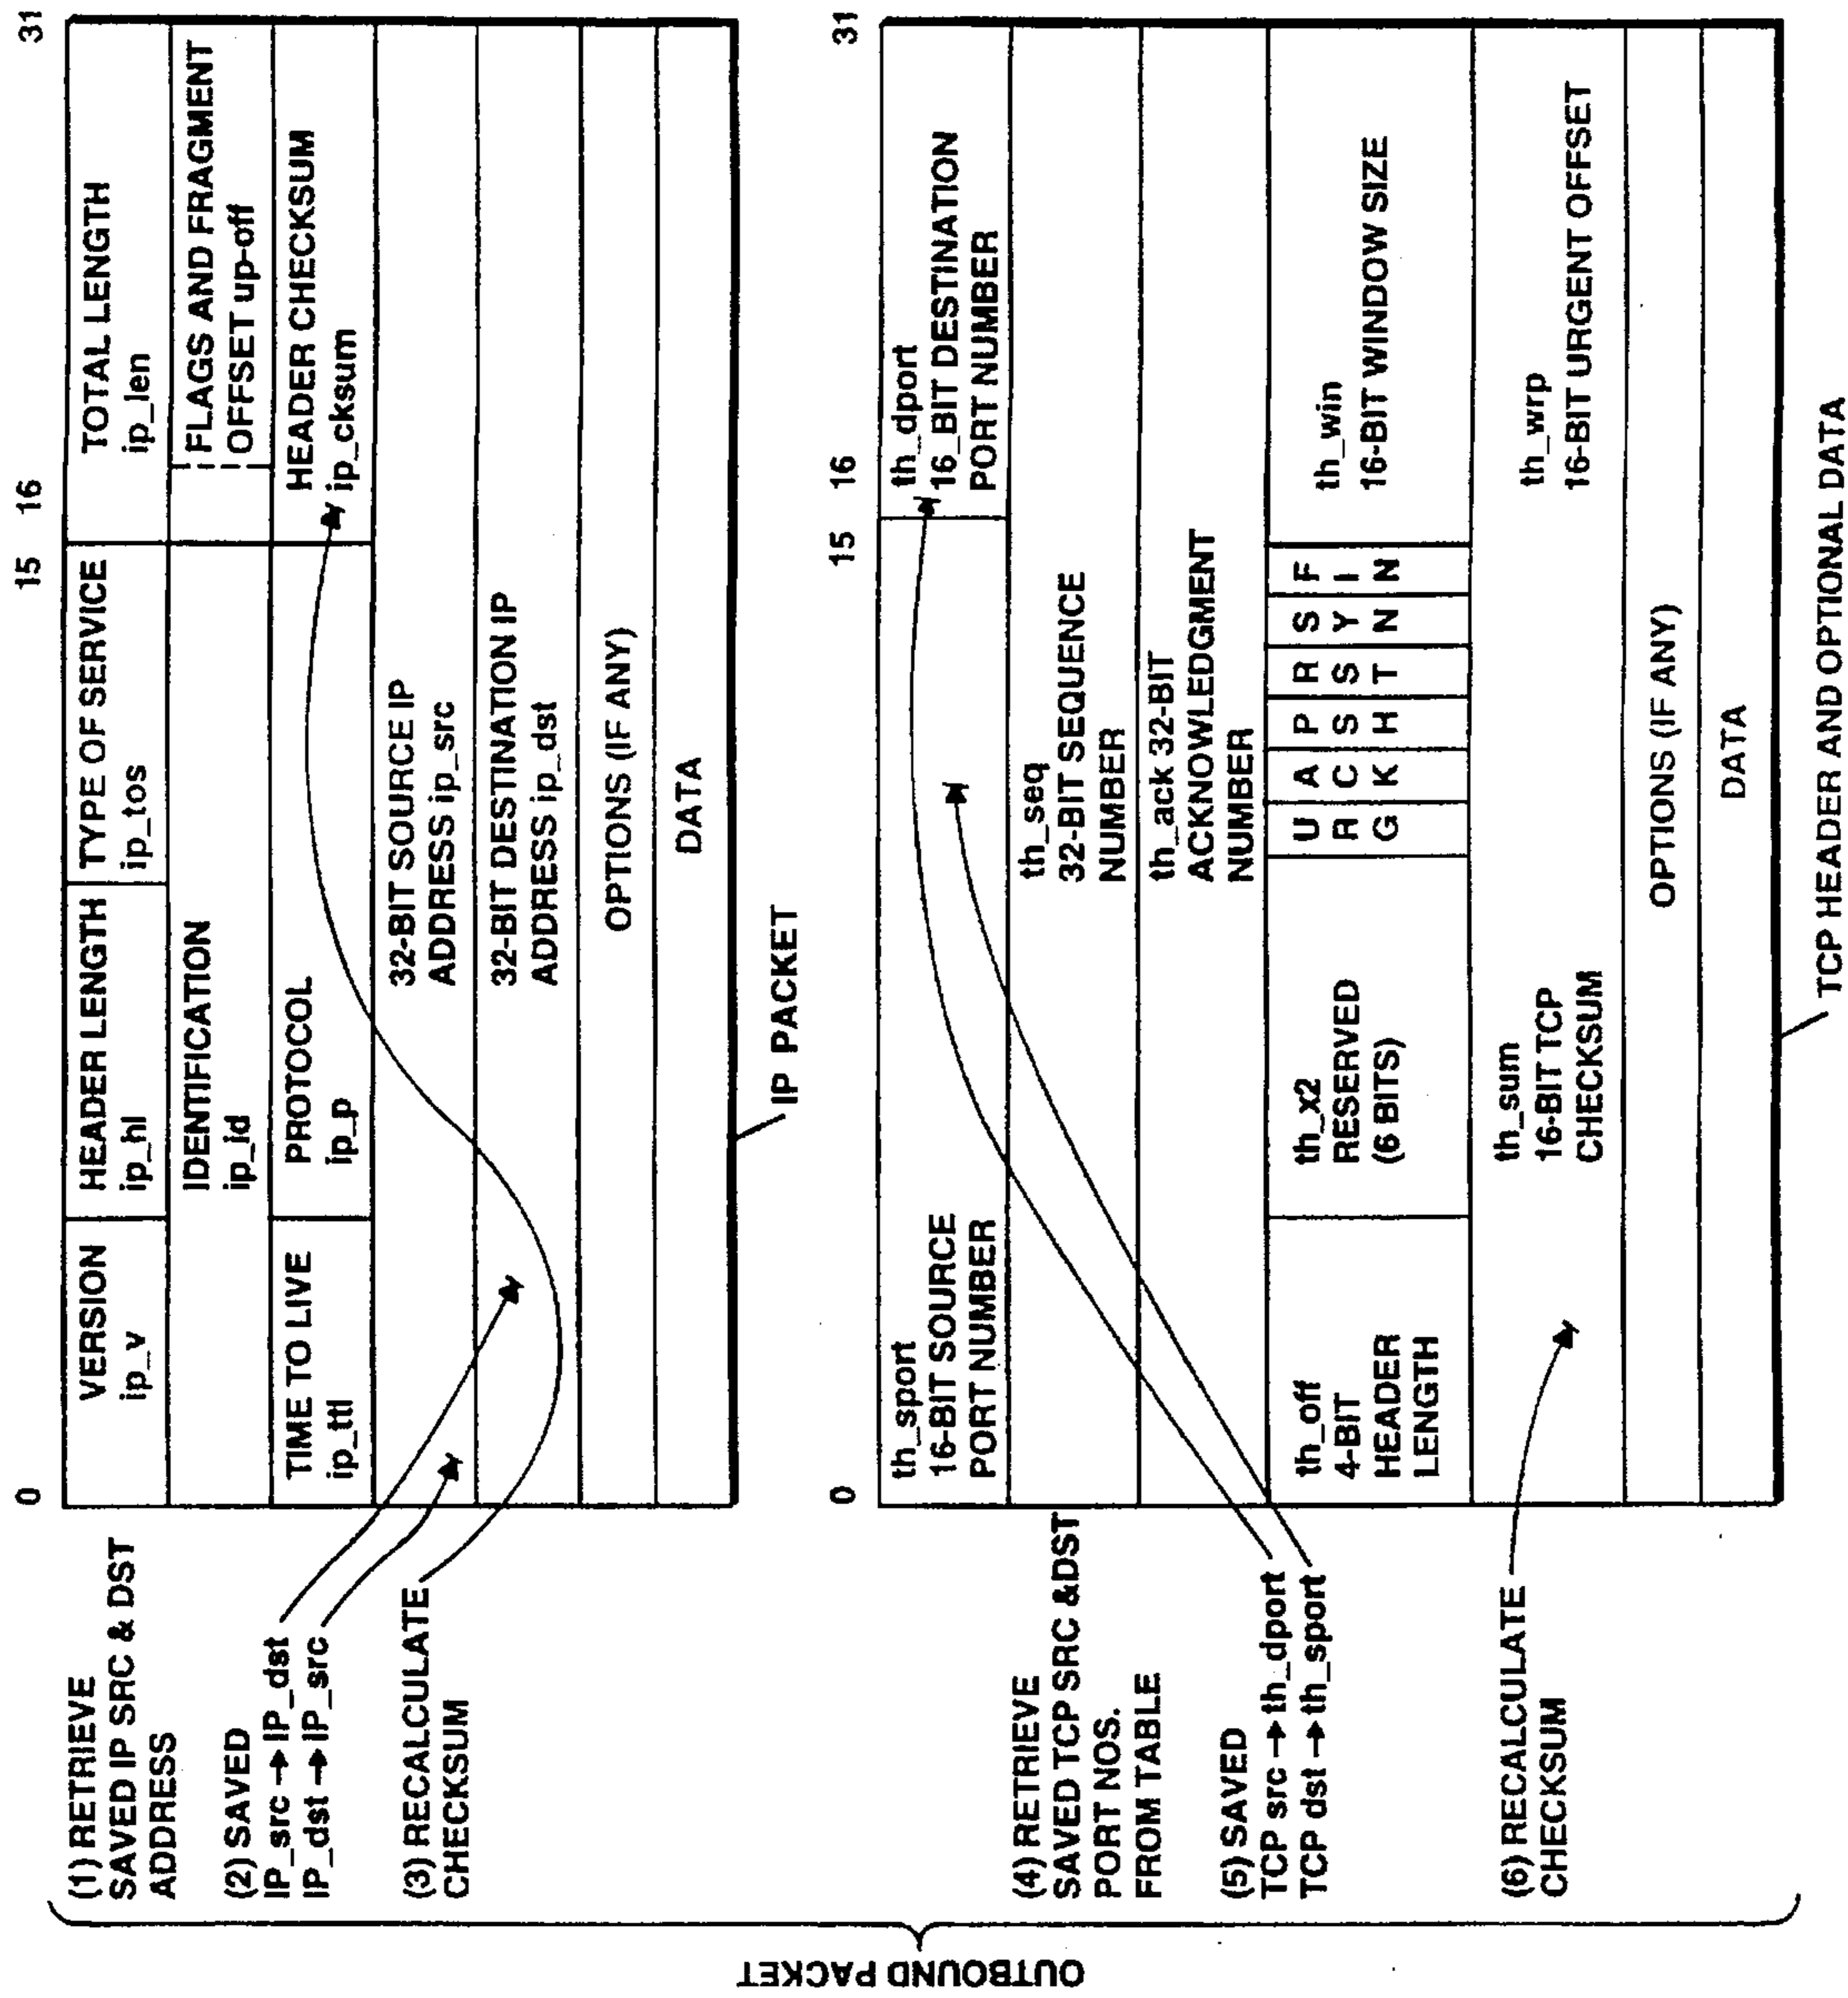 OUTBOUND PACKET
(1) RETRIEVE
SAVED IP SRC & DST
ADDRESS
(2) SAVED
IP_src → IP_dst
IP_dst → IP_src
(3) RECALCULATE
CHECKSUM
0
15
16
31
VERSION
ip_v
HEADER LENGTH
ip_hl
TYPE OF SERVICE
ip_tos
TOTAL LENGTH
ip_len
IDENTIFICATION
ip_id
FLAGS AND FRAGMENT
OFFSET up-off
TIME TO LIVE
ip_ttl
PROTOCOL
ip_p
HEADER CHECKSUM
ip_cksum
32-BIT SOURCE IP
ADDRESS ip_src
32-BIT DESTINATION IP
ADDRESS ip_dst
OPTIONS (IF ANY)
DATA
IP PACKET
(4) RETRIEVE
SAVED TCP SRC &DST
PORT NOS.
FROM TABLE
(5) SAVED
TCP src → th_dport
TCP dst → th_sport
(6) RECALCULATE
CHECKSUM
0
15
16
31
th_sport
16-BIT SOURCE
PORT NUMBER
th_dport
16_BIT DESTINATION
PORT NUMBER
th_seq
32-BIT SEQUENCE
NUMBER
th_ack 32-BIT
ACKNOWLEDGMENT
NUMBER
th_off
4-BIT
HEADER
LENGTH
th_x2
RESERVED
(6 BITS)
URG
ACK
PSH
RST
SYN
FIN
th_win
16-BIT WINDOW SIZE
th_sum
16-BIT TCP
CHECKSUM
th_wrp
16-BIT URGENT OFFSET
OPTIONS (IF ANY)
DATA
TCP HEADER AND OPTIONAL DATA